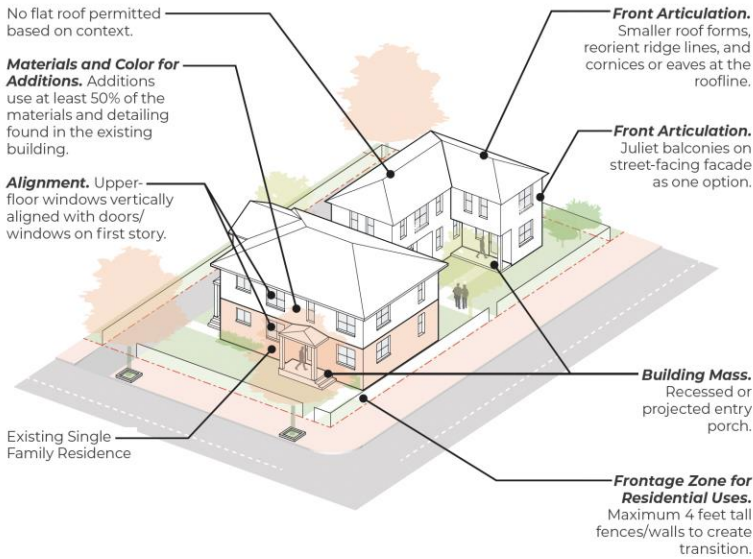 No flat roof permitted
based on context.
Materials and Color for
Additions. Additions
use at least 50% of the
materials and detailing
found in the existing
building.
Alignment. Upper-
floor windows vertically
aligned with doors/
windows on first story.
Existing Single
Family Residence
Front Articulation.
Smaller roof forms,
reorient ridge lines, and
cornices or eaves at the
roofline.
Front Articulation.
Juliet balconies on
street-facing facade
as one option.
Building Mass.
Recessed or
projected entry
porch.
Frontage Zone for
Residential Uses.
Maximum 4 feet tall
fences/walls to create
transition.